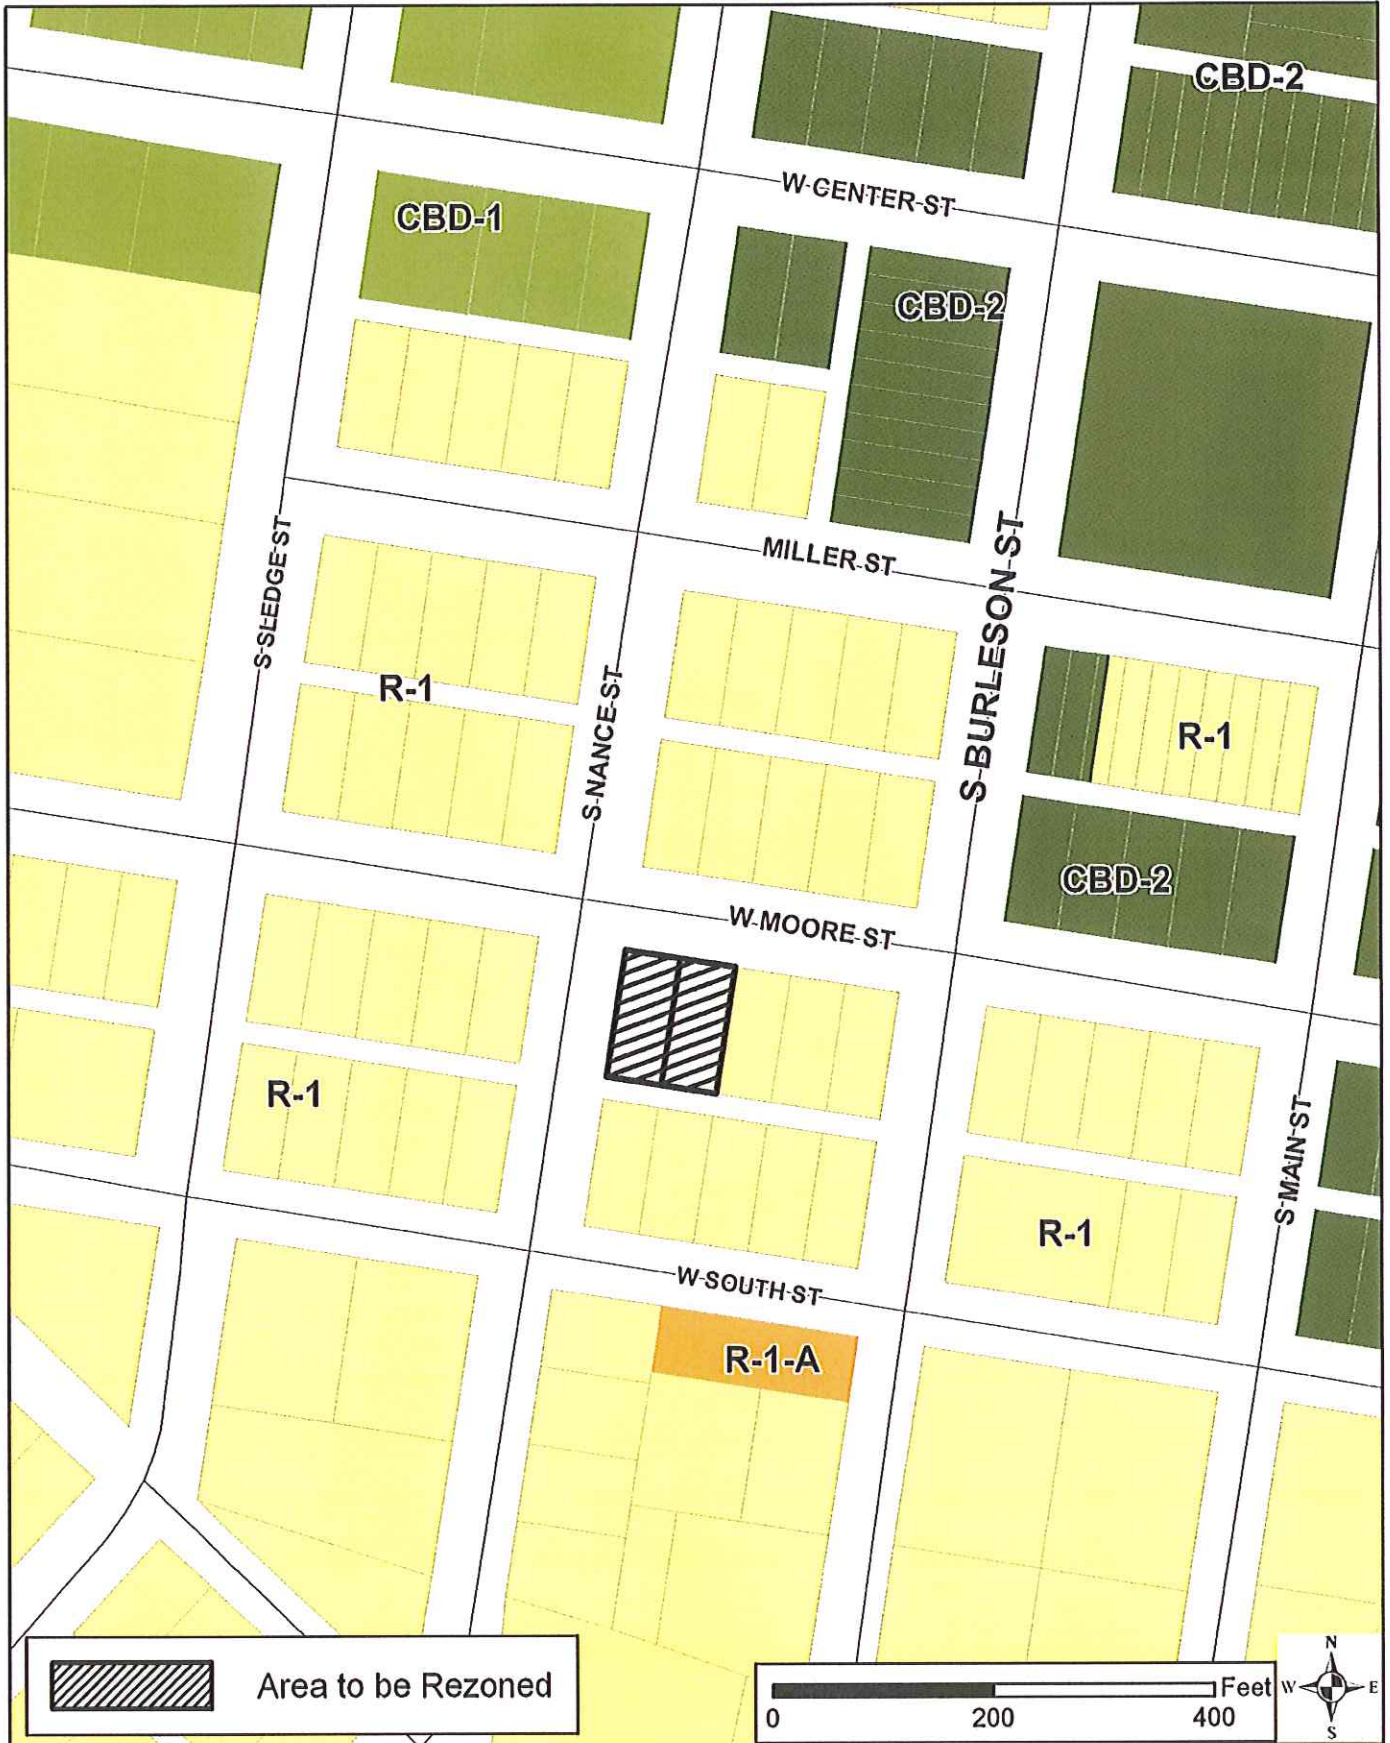 CBD-2
W CENTER ST
CBD-1
CBD-2
MILLER ST
S SLEDGE ST
S BURLESON ST
R-1
S NANCE ST
R-1
CBD-2
W MOORE ST
R-1
S MAIN ST
R-1
W SOUTH ST
R-1-A
Area to be Rezoned
Feet
0 200 400
N
W E
S